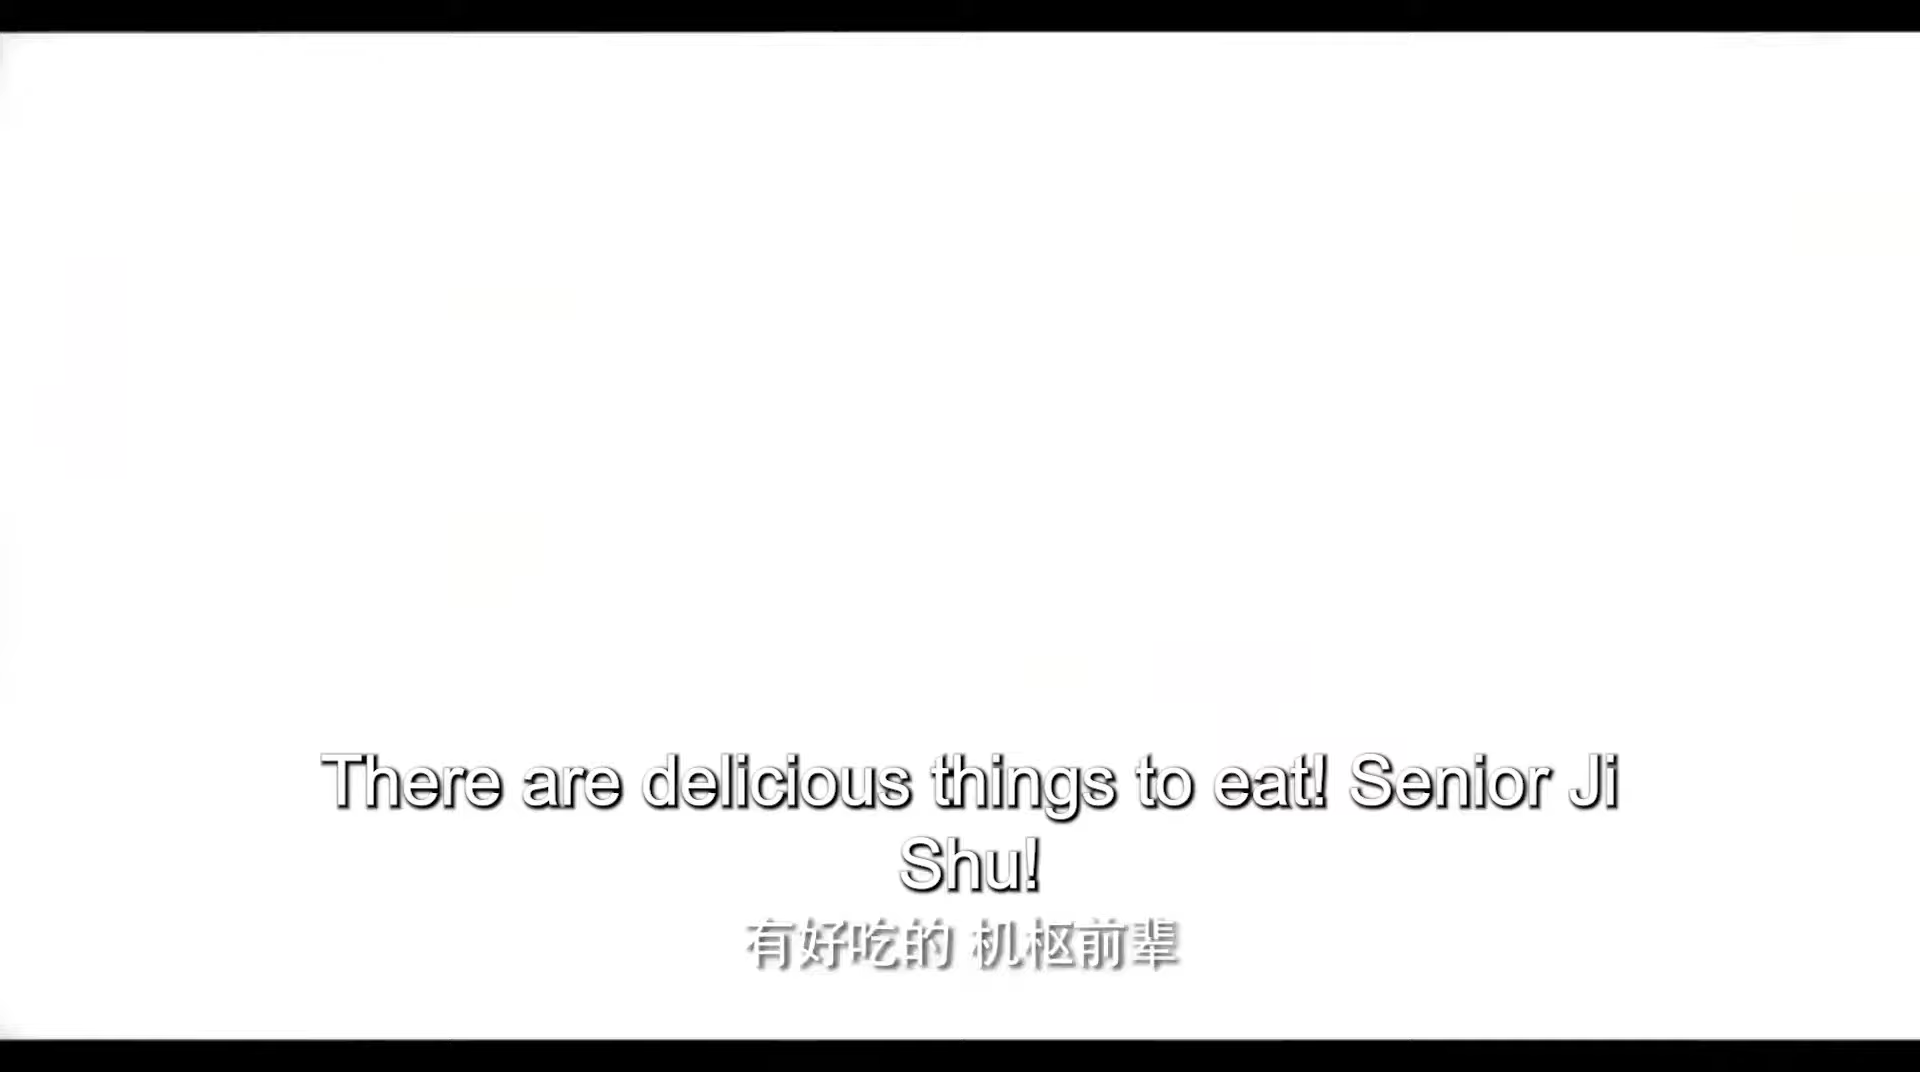 There are delicious things to eat! Senior Ji
Shu!
有好吃的 机枢前辈